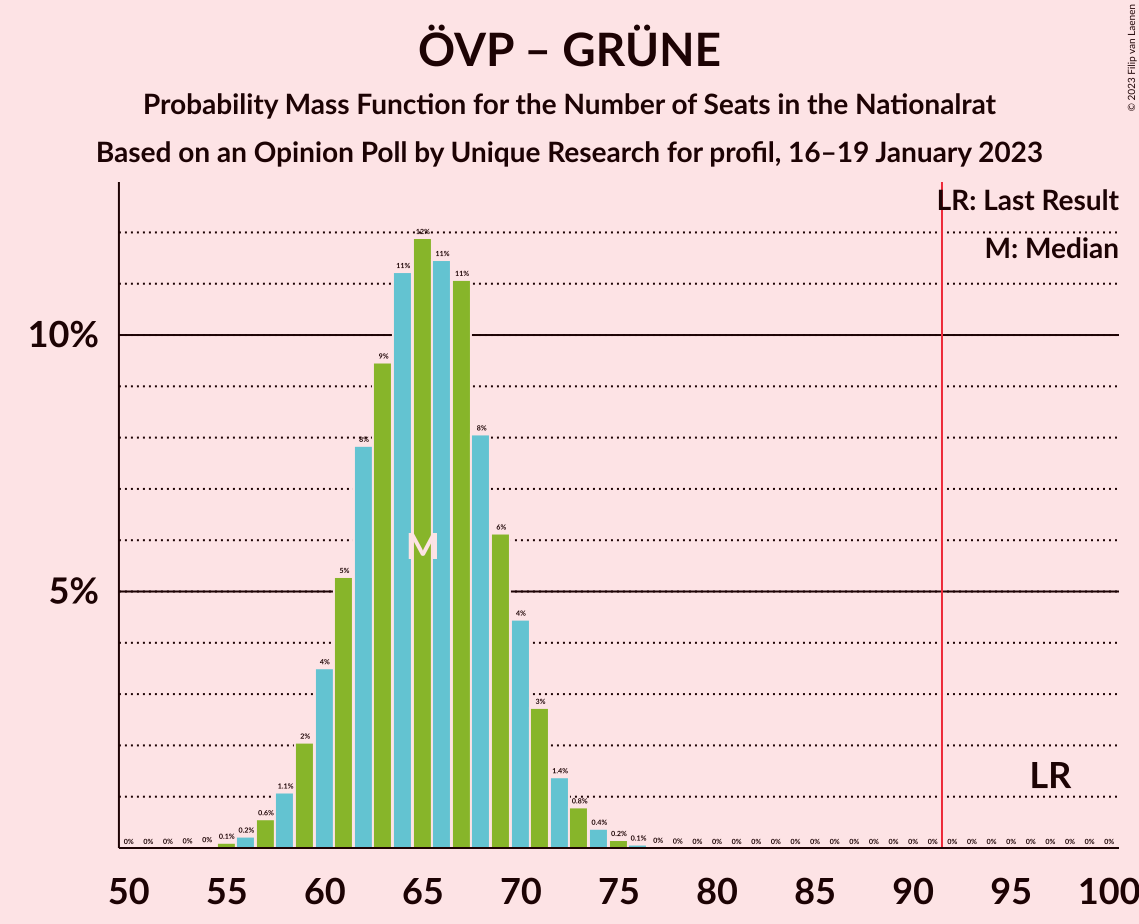 ÖVP – GRÜNE
Probability Mass Function for the Number of Seats in the Nationalrat
Based on an Opinion Poll by Unique Research for profil, 16–19 January 2023
© 2023 Filip van Laenen
LR: Last Result
M: Median
10%
5%
0% 0% 0% 0% 0% 0.1% 0.2% 0.6% 1.1% 2% 4% 5% 8% 9% 11% 12% 11% 11% 8% 6% 4% 3% 1.4% 0.8% 0.4% 0.2% 0.1% 0% 0% 0% 0% 0% 0% 0% 0% 0% 0% 0% 0% 0% 0% 0% 0% 0% 0% 0% 0% 0% 0% 0% 0%
M
LR
50 55 60 65 70 75 80 85 90 95 100